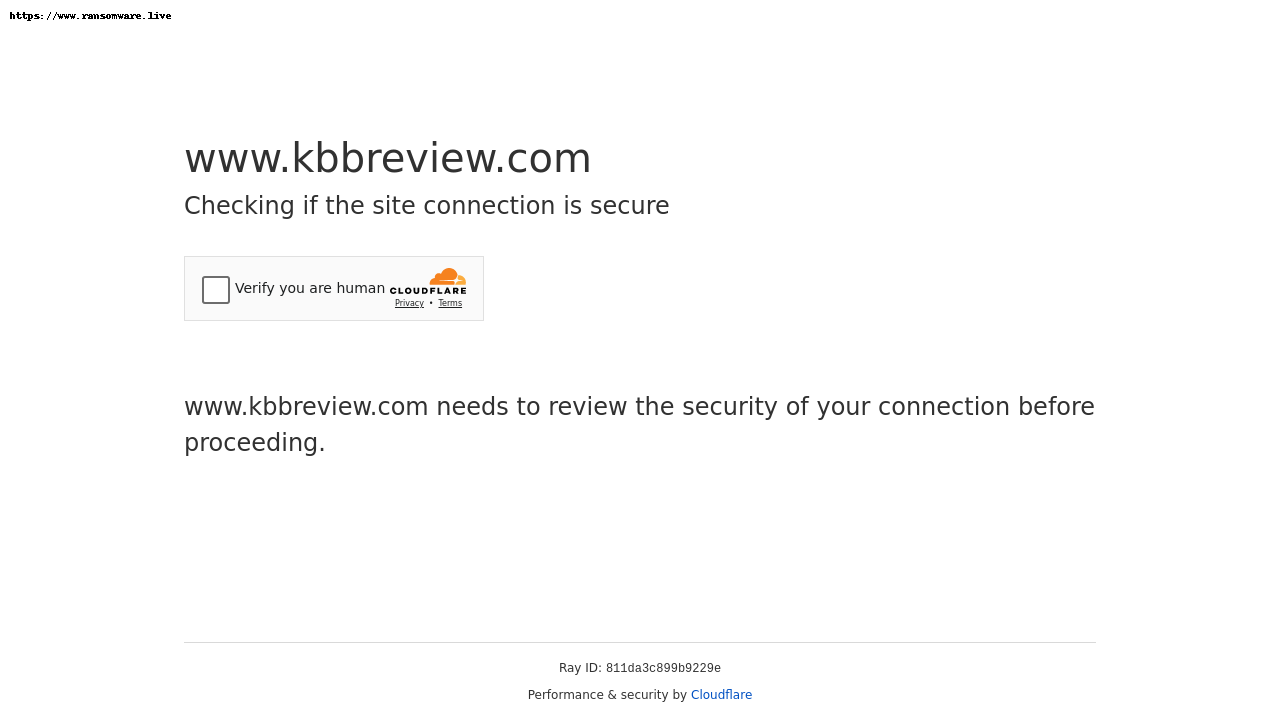 https://www.ransomware.live
www.kbbreview.com
Checking if the site connection is secure
Verify you are human
CLOUDFLARE
Privacy • Terms
www.kbbreview.com needs to review the security of your connection before
proceeding.
Ray ID: 811da3c899b9229e
Performance & security by Cloudflare